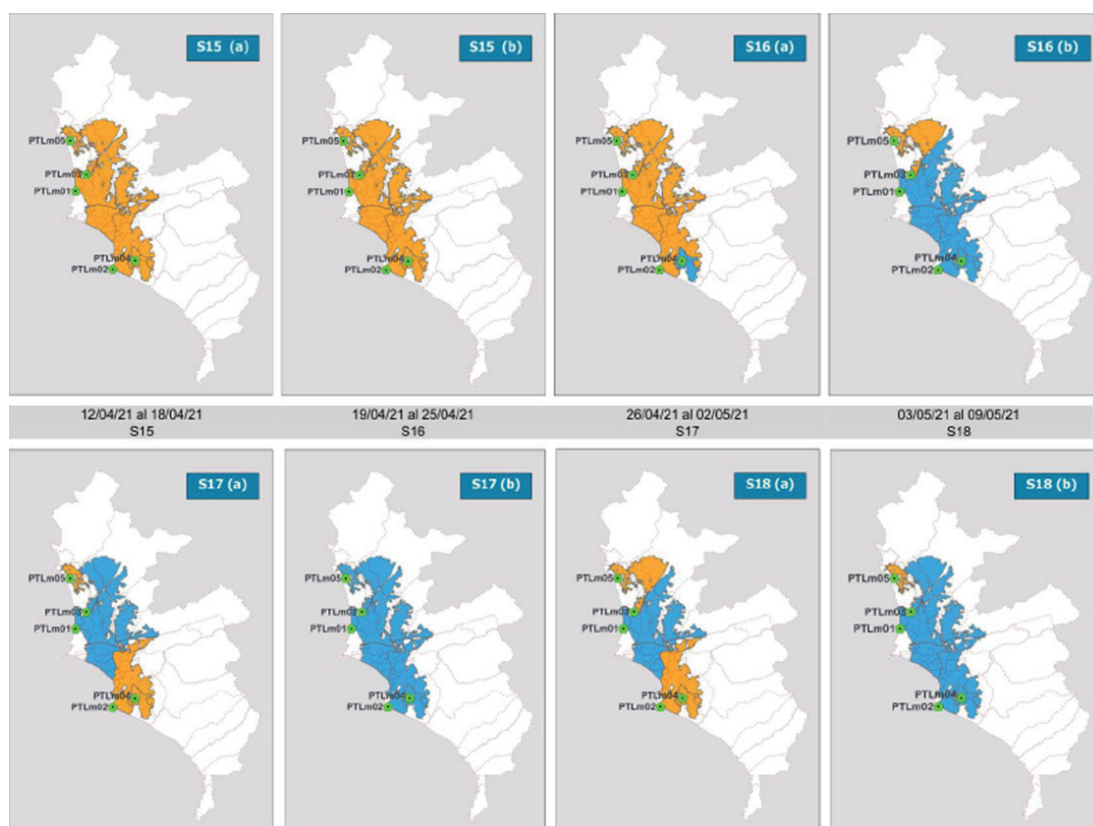 S15 (a)
PTLm05
PTLm03
PTLm01
PTLm04
PTLm02
S15 (b)
PTLm05
PTLm03
PTLm01
PTLm04
PTLm02
S16 (a)
PTLm05
PTLm03
PTLm01
PTLm04
PTLm02
S16 (b)
PTLm05
PTLm03
PTLm01
PTLm04
PTLm02
12/04/21 al 18/04/21
S15
19/04/21 al 25/04/21
S16
26/04/21 al 02/05/21
S17
03/05/21 al 09/05/21
S18
S17 (a)
PTLm05
PTLm03
PTLm01
PTLm04
PTLm02
S17 (b)
PTLm05
PTLm03
PTLm01
PTLm04
PTLm02
S18 (a)
PTLm05
PTLm03
PTLm01
PTLm04
PTLm02
S18 (b)
PTLm05
PTLm03
PTLm01
PTLm04
PTLm02